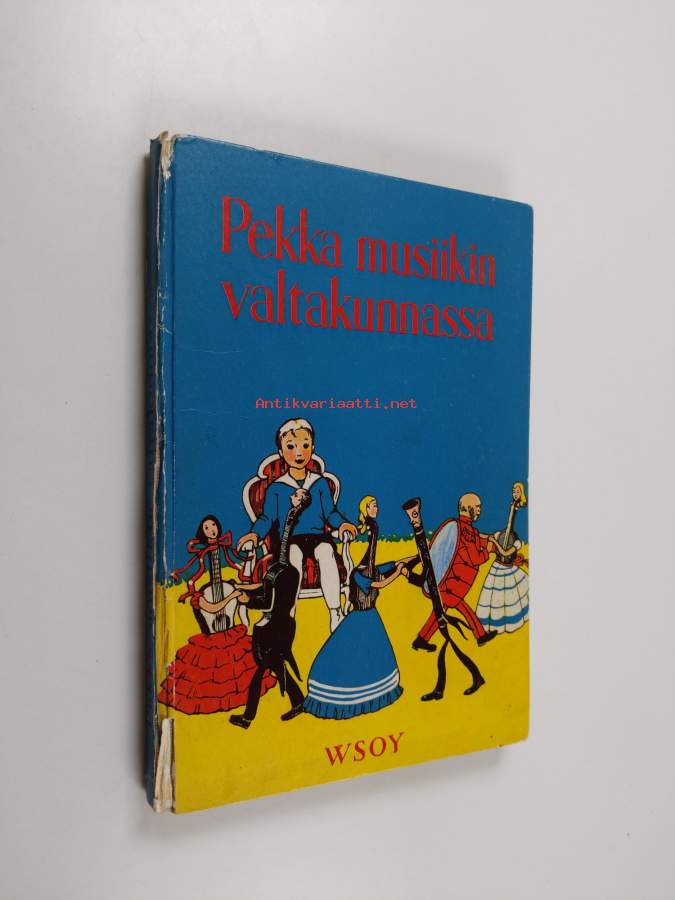 Pekka musiikin
valtakunnassa
Antikvariaatti.net
WSOY